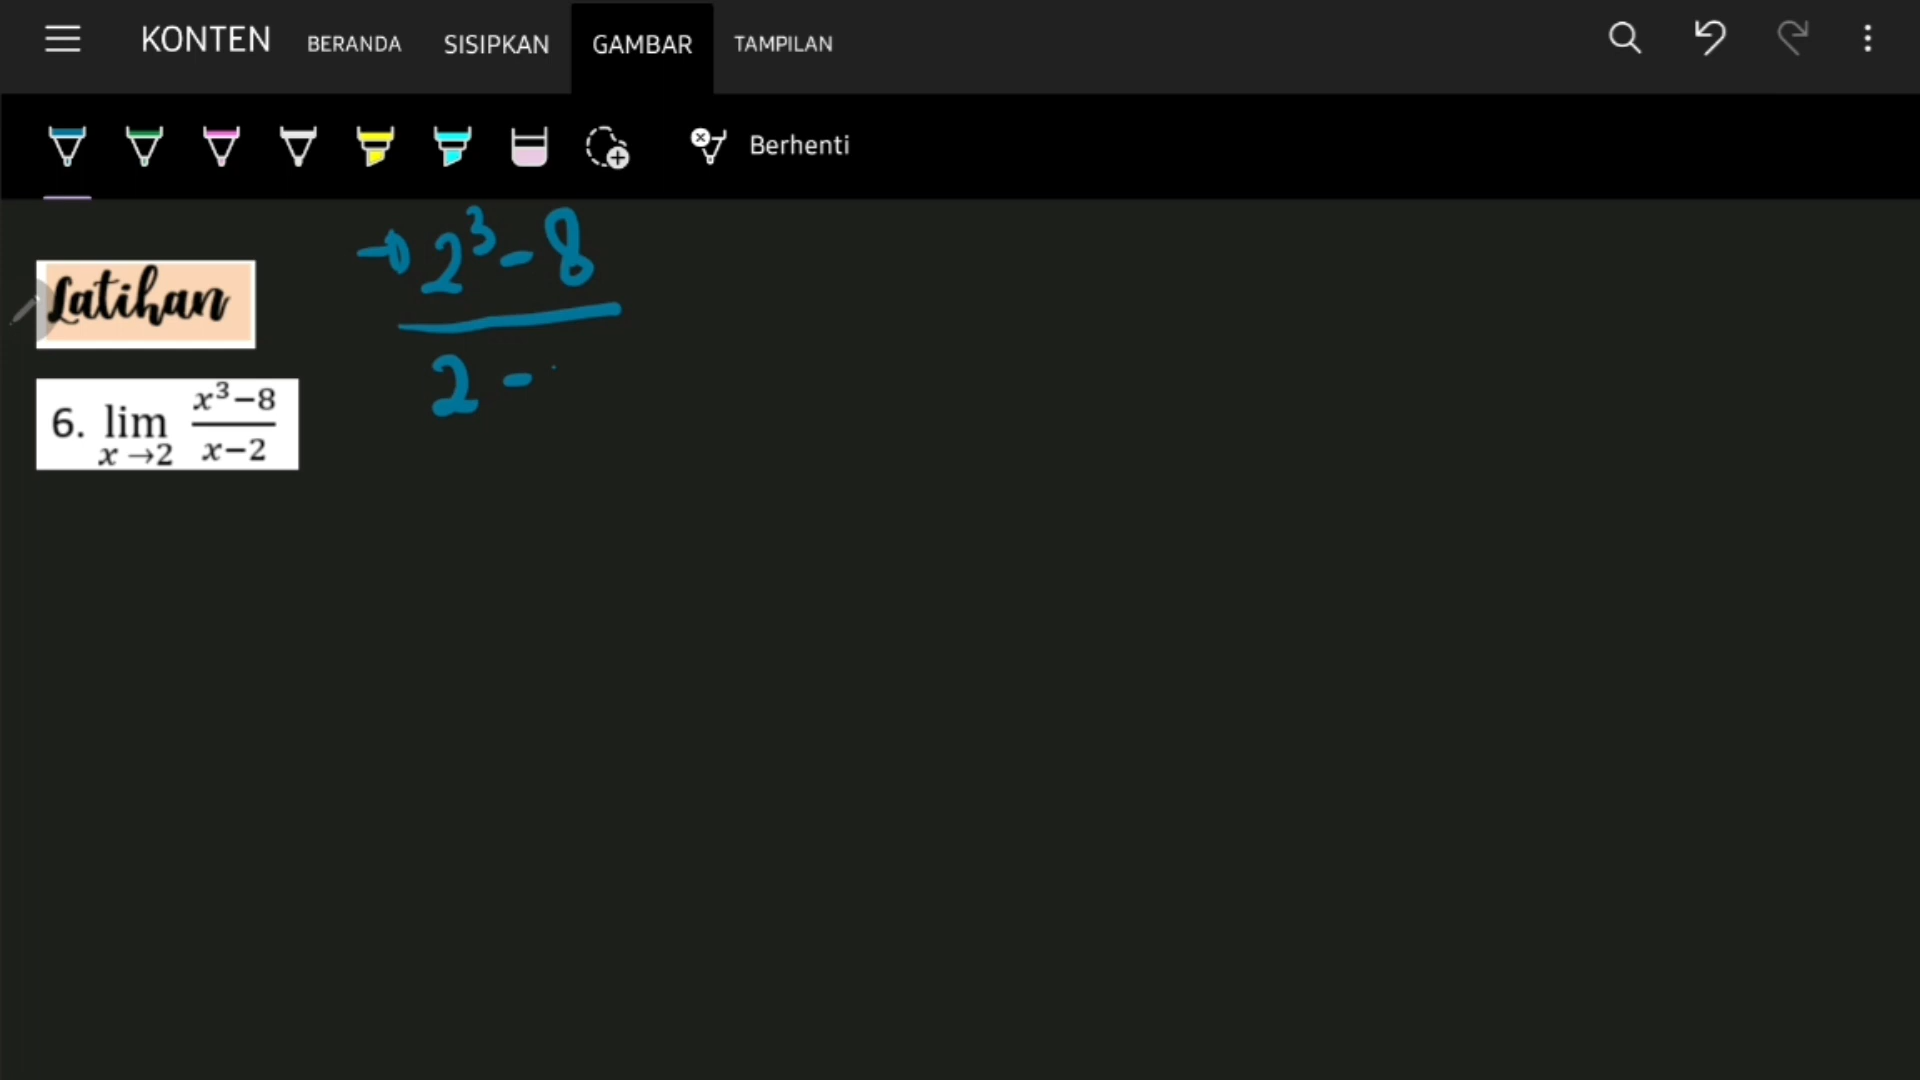 KONTEN BERANDA SISIPKAN GAMBAR TAMPILAN
Berhenti
→ 2³ - 8
2 -
Latihan
6. lim x³−8
x →2 x−2